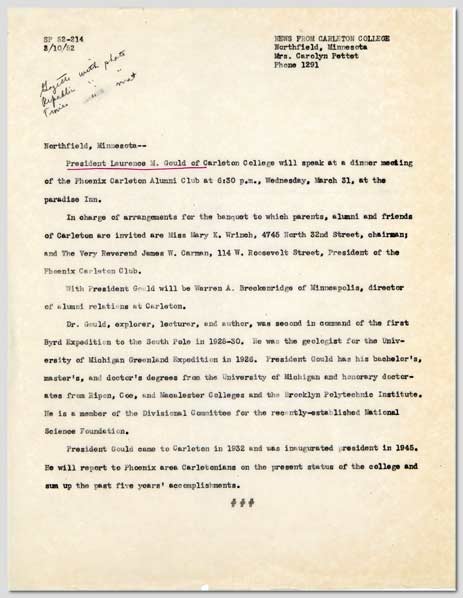 SP 52-214
3/10/52
NEWS FROM CARLETON COLLEGE
Northfield, Minnesota
Mrs. Carolyn Pettet
Phone 1291
Gazette with photo
Republic " "
mat
Northfield, Minnesota--
President Laurence M. Gould of Carleton College will speak at a dinner meeting
of the Phoenix Carleton Alumni Club at 6:30 p.m., Wednesday, March 31, at the
paradise Inn.
In charge of arrangements for the banquet to which parents, alumni and friends
of Carleton are invited are Miss Mary K. Wrinch, 4745 North 32nd Street, chairman;
and The Very Reverend James W. Carman, 114 W. Roosevelt Street, President of the
Phoenix Carleton Club.
With President Gould will be Warren A. Breckenridge of Minneapolis, director
of alumni relations at Carleton.
Dr. Gould, explorer, lecturer, and author, was second in command of the first
Byrd Expedition to the South Pole in 1928-30. He was the geologist for the Univ-
ersity of Michigan Greenland Expedition in 1926. President Gould has his bachelor's,
master's, and doctor's degrees from the University of Michigan and honorary doctor-
ates from Ripon, Coe, and Macalester Colleges and the Brooklyn Polytechnic Institute.
He is a member of the Divisional Committee for the recently-established National
Science Foundation.
President Gould came to Carleton in 1932 and was inaugurated president in 1945.
He will report to Phoenix area Carletonians on the present status of the college and
sum up the past five years' accomplishments.
###